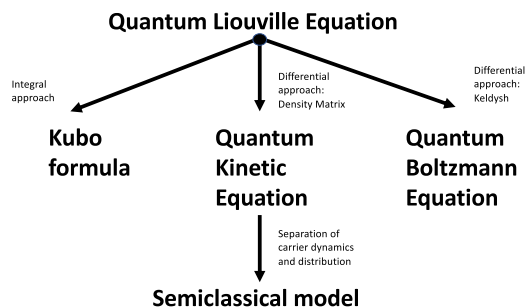 Quantum Liouville Equation
Integral
approach
Differential
approach:
Density Matrix
Differential
approach:
Keldysh
Kubo
formula
Quantum
Kinetic
Equation
Quantum
Boltzmann
Equation
Separation of
carrier dynamics
and distribution
Semiclassical model